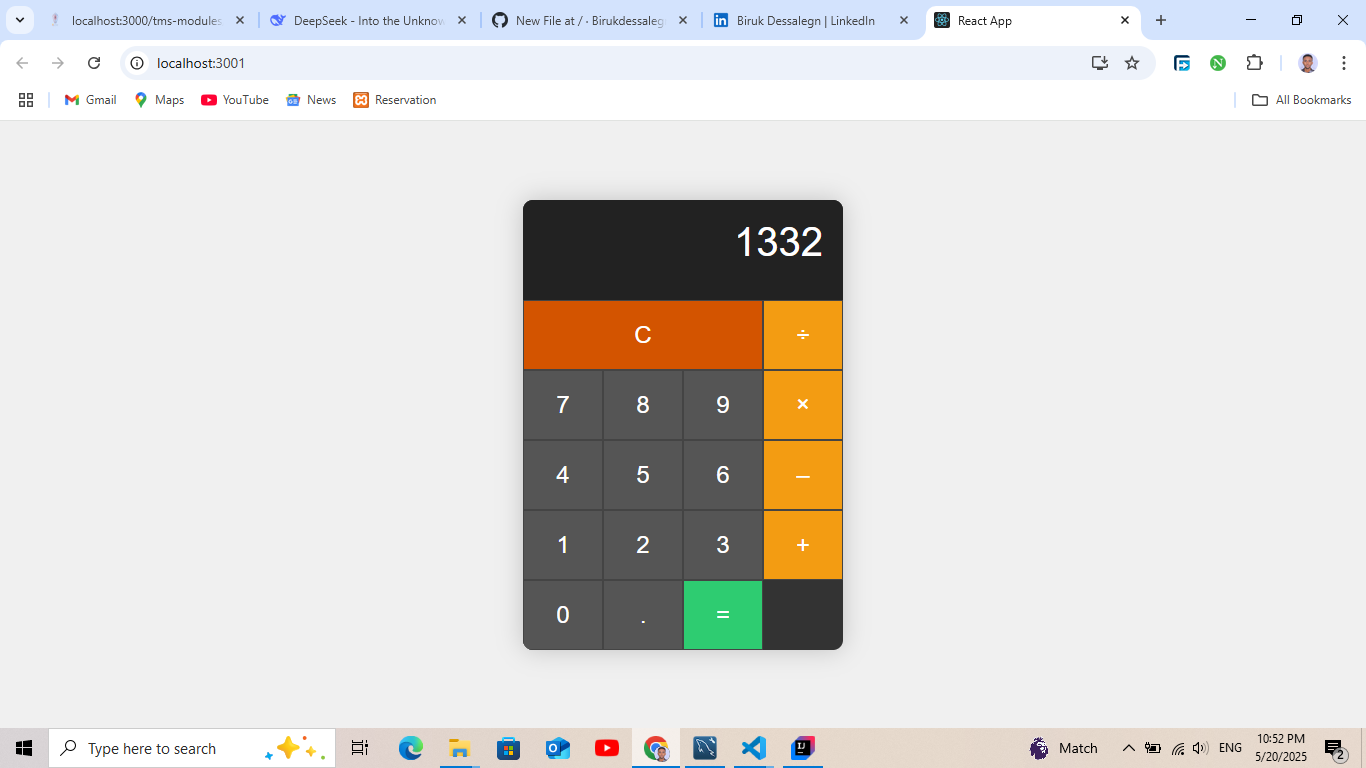 localhost:3000/tms-modules
DeepSeek - Into the Unknow
New File at / · Birukdessaleg
in Biruk Dessalegn | LinkedIn
React App
localhost:3001
Gmail
Maps
YouTube
News
Reservation
All Bookmarks
1332
C ÷
7 8 9 ×
4 5 6 –
1 2 3 +
0 . =
Type here to search
Match
ENG
10:52 PM
5/20/2025
2